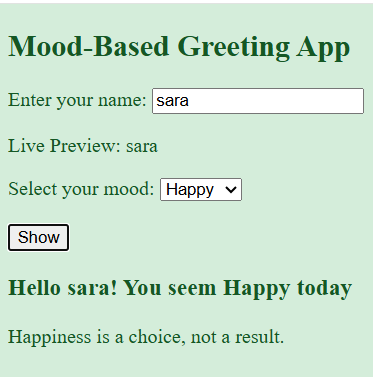 Mood-Based Greeting App
Enter your name: sara
Live Preview: sara
Select your mood: Happy
Show
Hello sara! You seem Happy today
Happiness is a choice, not a result.